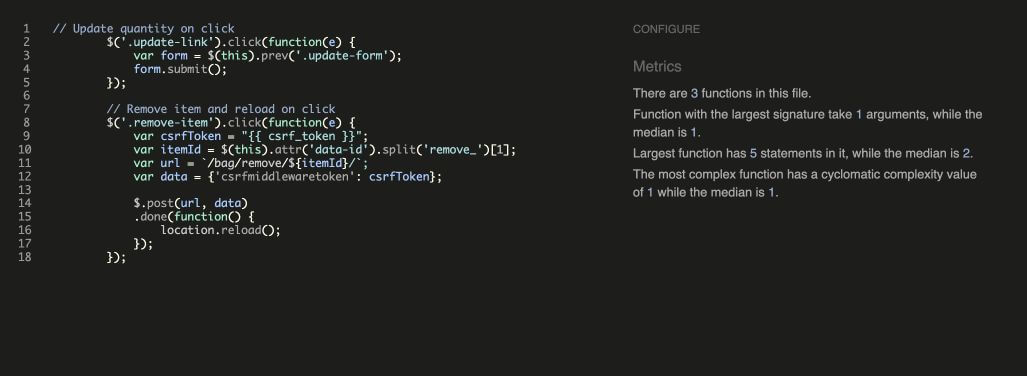 1 // Update quantity on click
2 $('.update-link').click(function(e) {
3 var form = $(this).prev('.update-form');
4 form.submit();
5 });
6
7 // Remove item and reload on click
8 $('.remove-item').click(function(e) {
9 var csrfToken = "{{ csrf_token }}";
10 var itemId = $(this).attr('data-id').split('remove_')[1];
11 var url = `/bag/remove/${itemId}/`;
12 var data = {'csrfmiddlewaretoken': csrfToken};
13
14 $.post(url, data)
15 .done(function() {
16 location.reload();
17 });
18 });
CONFIGURE
Metrics
There are 3 functions in this file.
Function with the largest signature take 1 arguments, while the
median is 1.
Largest function has 5 statements in it, while the median is 2.
The most complex function has a cyclomatic complexity value
of 1 while the median is 1.